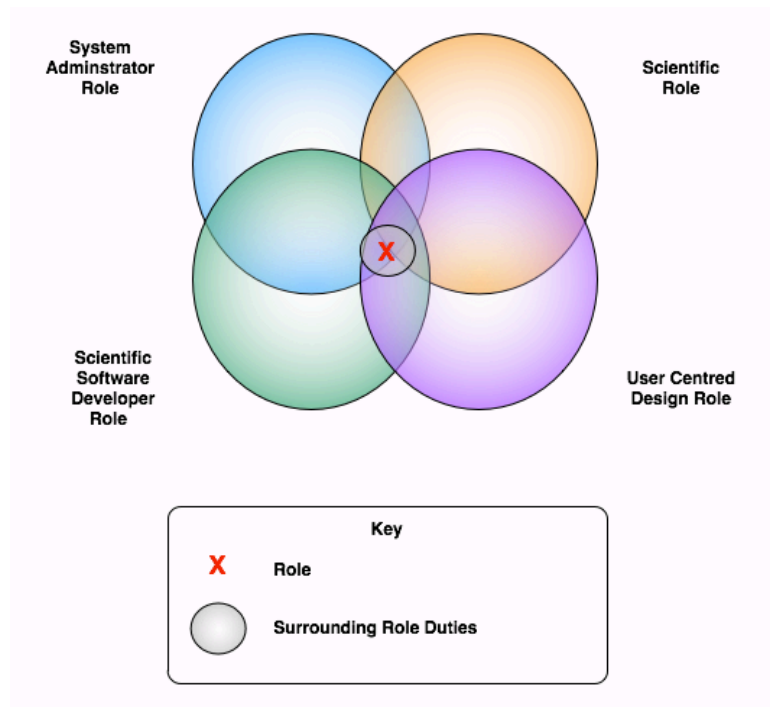 System
Adminstrator
Role
Scientific
Role
X
Scientific
Software
Developer
Role
User Centred
Design Role
Key
X
Role
Surrounding Role Duties